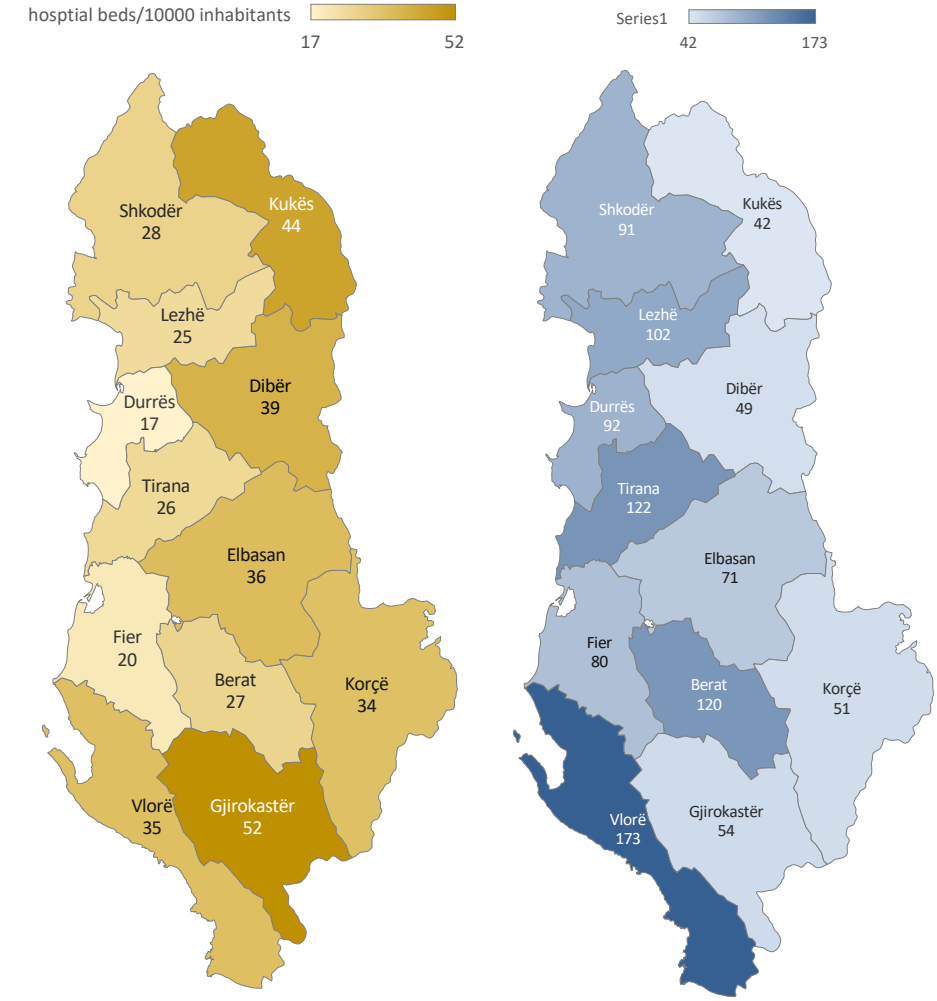 hosptial beds/10000 inhabitants
17
52
Shkodër
28
Kukës
44
Lezhë
25
Dibër
39
Durrës
17
Tirana
26
Elbasan
36
Fier
20
Berat
27
Korçë
34
Vlorë
35
Gjirokastër
52
Series1
42
173
Shkodër
91
Kukës
42
Lezhë
102
Dibër
49
Durrës
92
Tirana
122
Elbasan
71
Fier
80
Berat
120
Korçë
51
Vlorë
173
Gjirokastër
54